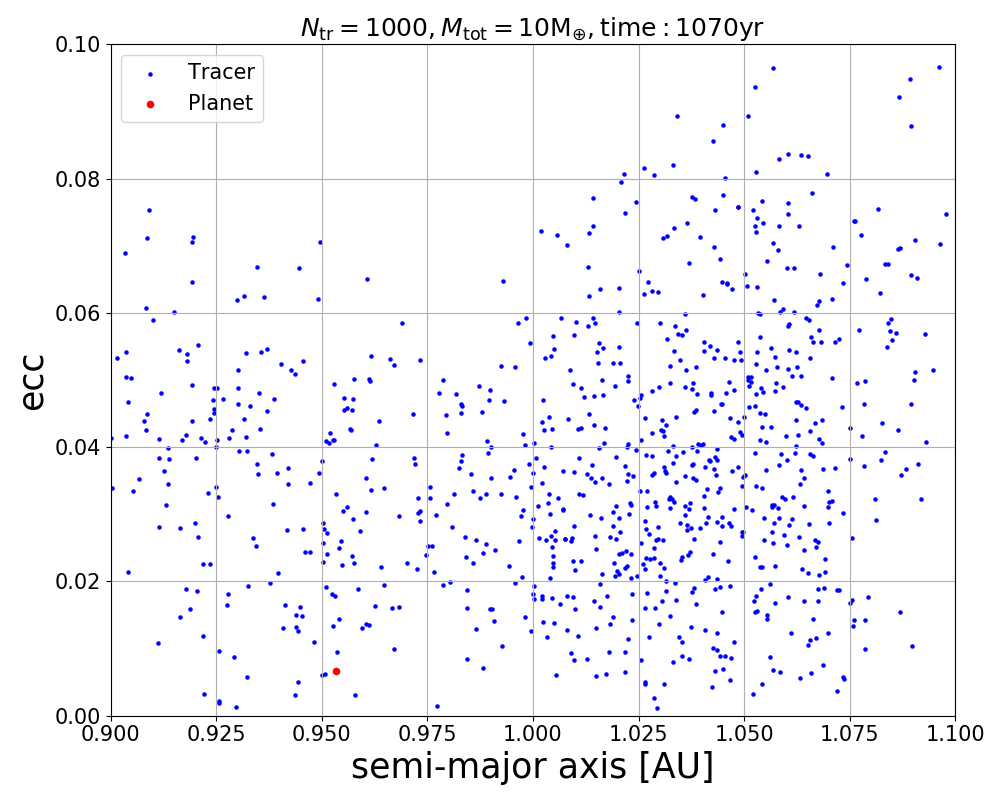 N_tr = 1000, M_tot = 10M_⊕, time : 1070yr
Tracer
Planet
0.10
0.08
0.06
0.04
0.02
0.00
ecc
0.900 0.925 0.950 0.975 1.000 1.025 1.050 1.075 1.100
semi-major axis [AU]